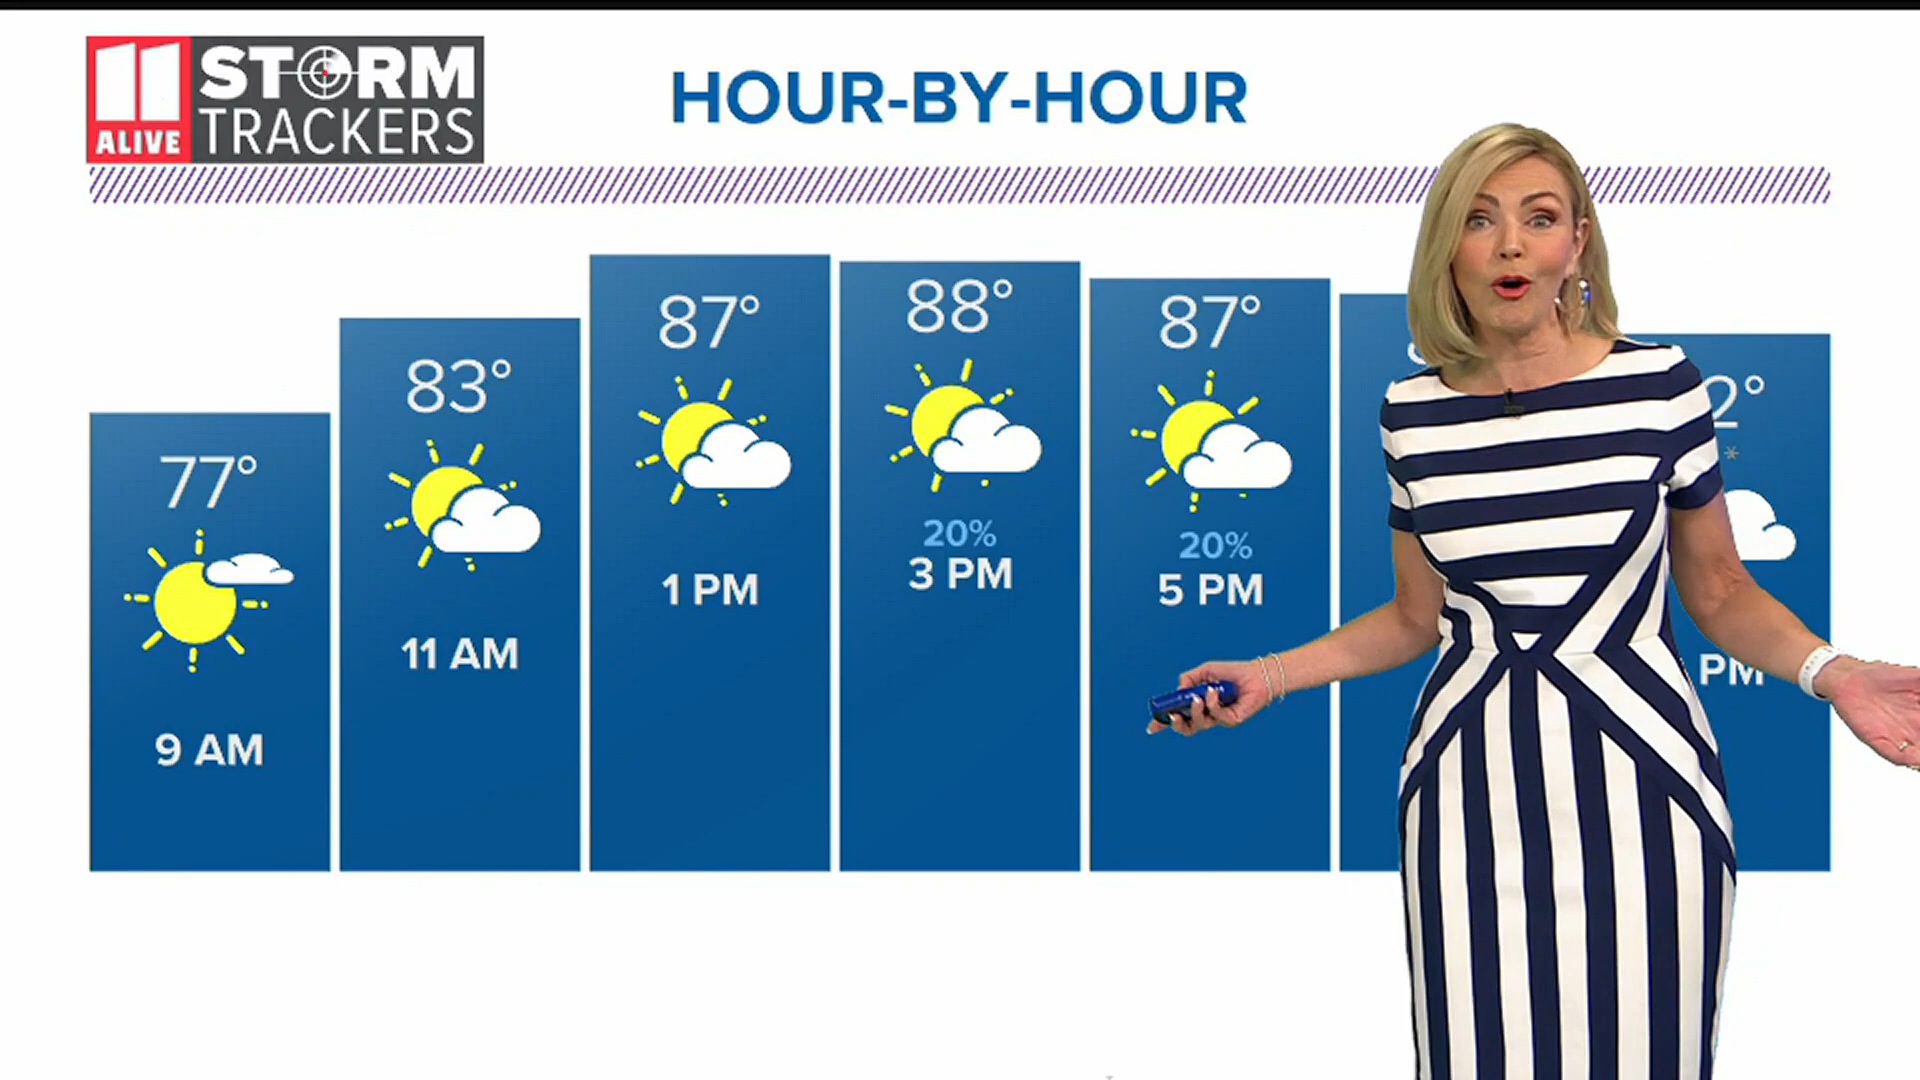 11 ALIVE
STORM
TRACKERS
HOUR-BY-HOUR
77°
9 AM
83°
11 AM
87°
1 PM
88°
20%
3 PM
87°
20%
5 PM
2°
PM